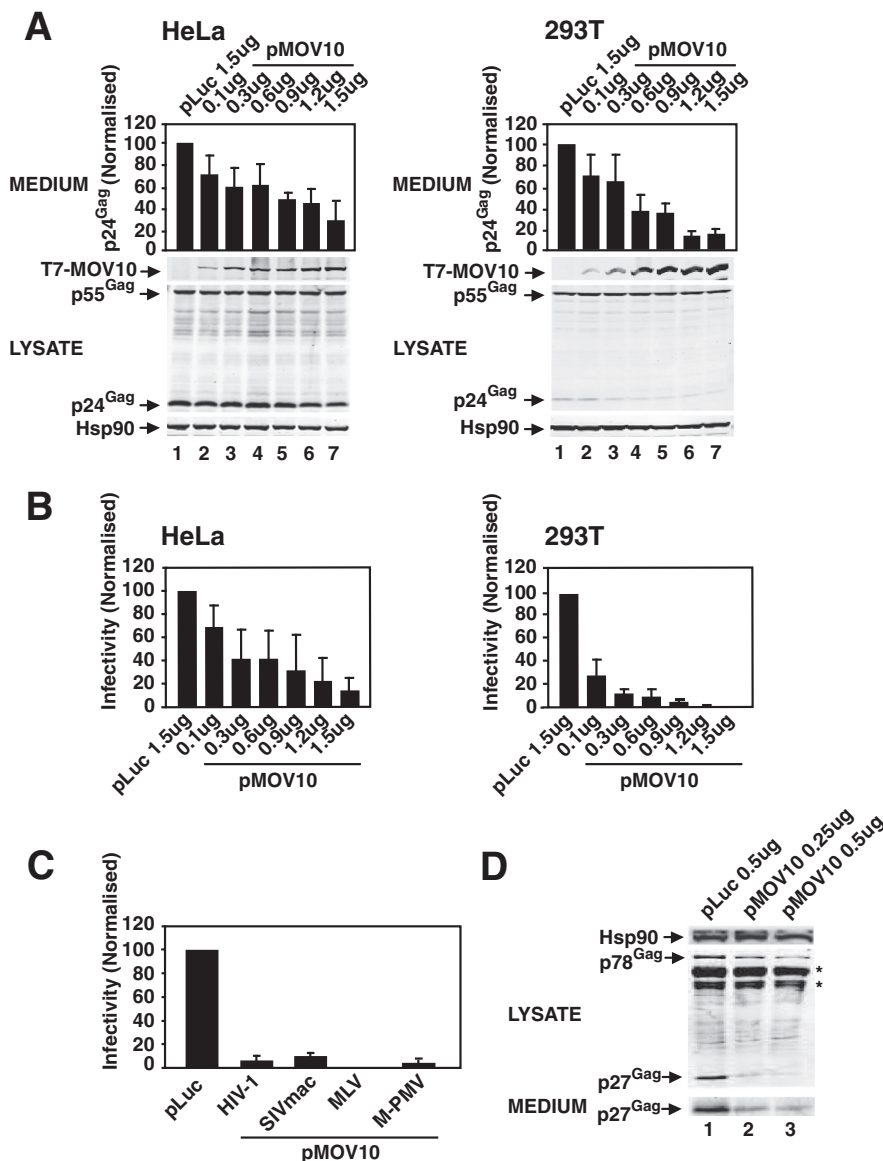 A
HeLa
293T
pMOV10
pMOV10
pLuc 1.5ug
0.1ug
0.3ug
0.6ug
0.9ug
1.2ug
1.5ug
pLuc 1.5ug
0.1ug
0.3ug
0.6ug
0.9ug
1.2ug
1.5ug
MEDIUM
p24Gag (Normalised)
120
100
80
60
40
20
0
MEDIUM
p24Gag (Normalised)
120
100
80
60
40
20
0
T7-MOV10
p55Gag
LYSATE
p24Gag
Hsp90
1 2 3 4 5 6 7
T7-MOV10
p55Gag
LYSATE
p24Gag
Hsp90
1 2 3 4 5 6 7
B
HeLa
293T
Infectivity (Normalised)
120
100
80
60
40
20
0
pLuc 1.5ug
0.1ug
0.3ug
0.6ug
0.9ug
1.2ug
1.5ug
pMOV10
Infectivity (Normalised)
120
100
80
60
40
20
0
pLuc 1.5ug
0.1ug
0.3ug
0.6ug
0.9ug
1.2ug
1.5ug
pMOV10
C
Infectivity (Normalised)
120
100
80
60
40
20
0
pLuc
HIV-1
SIVmac
MLV
M-PMV
pMOV10
D
pLuc 0.5ug
pMOV10 0.25ug
pMOV10 0.5ug
Hsp90
p78Gag
*
*
LYSATE
p27Gag
MEDIUM
p27Gag
1 2 3